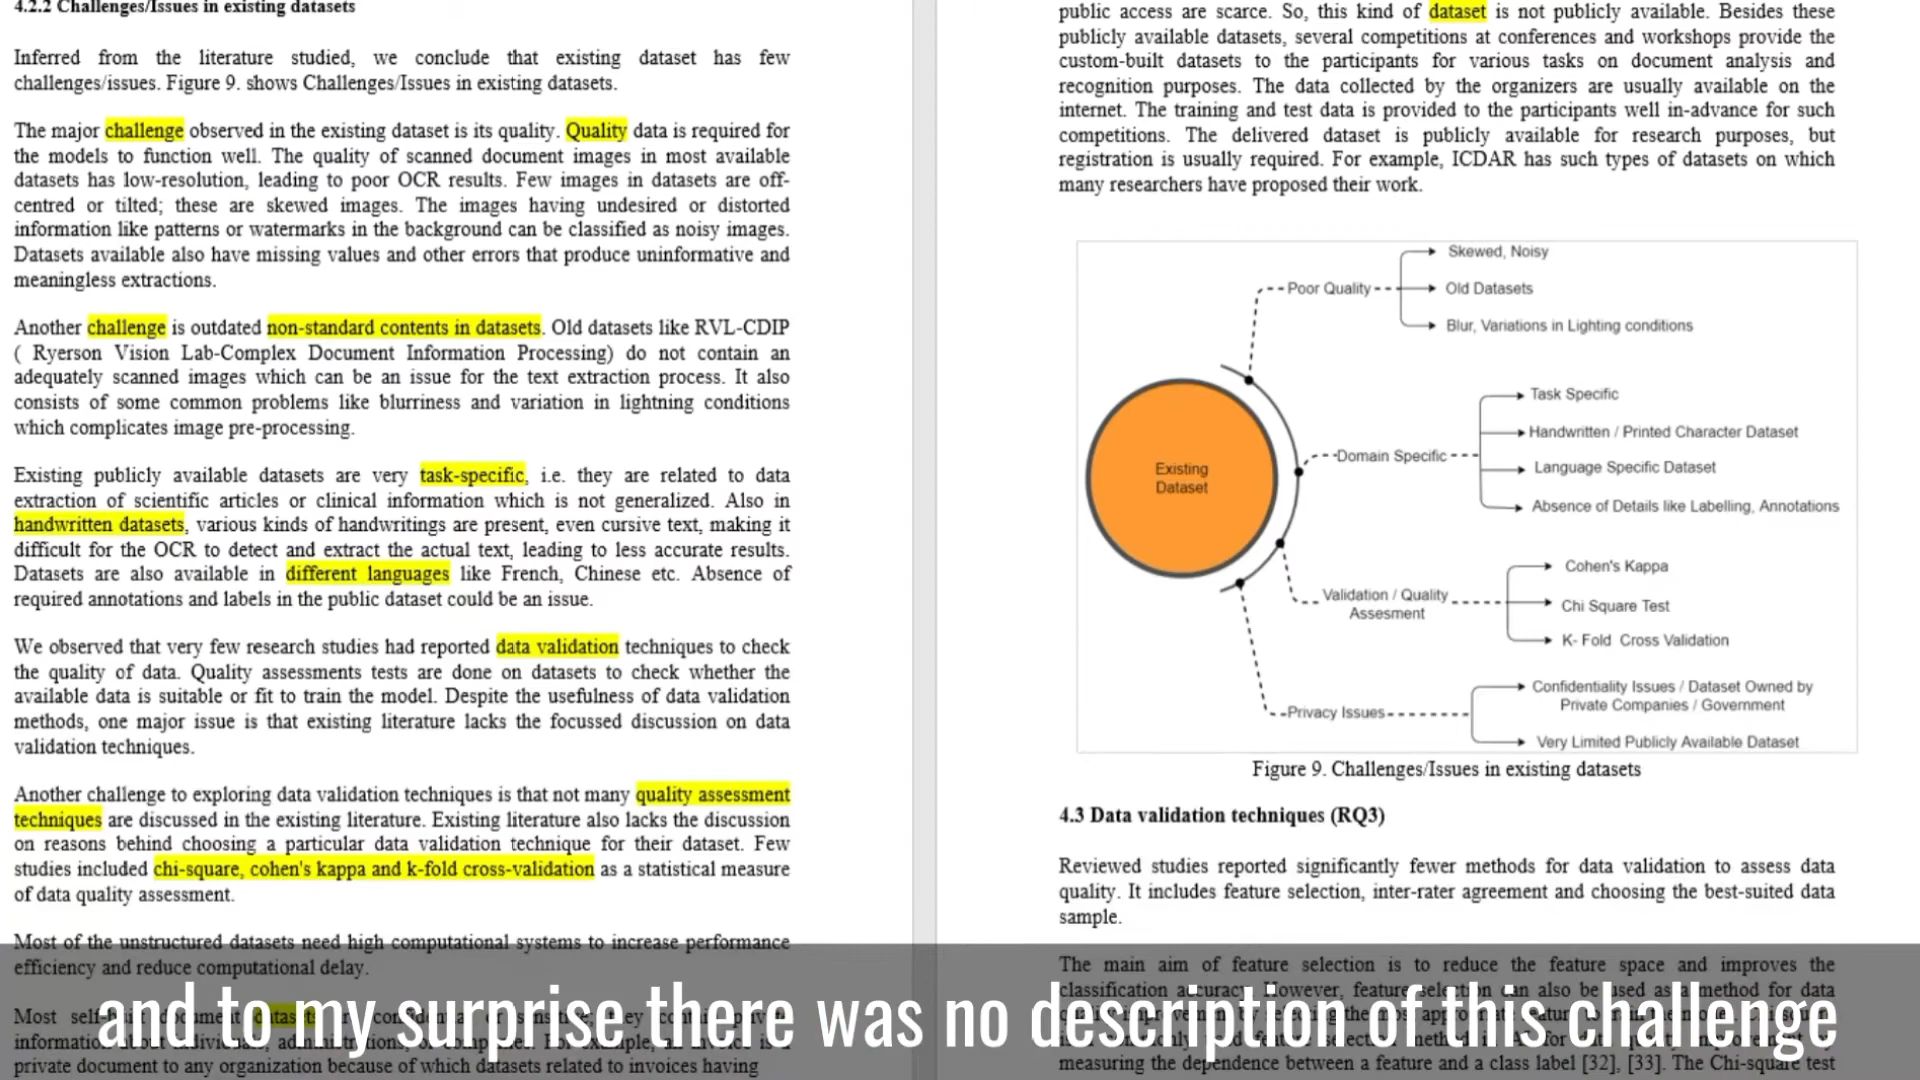 4.2.2 Challenges/Issues in existing datasets
Inferred from the literature studied, we conclude that existing dataset has few
challenges/issues. Figure 9. shows Challenges/Issues in existing datasets.
The major challenge observed in the existing dataset is its quality. Quality data is required for
the models to function well. The quality of scanned document images in most available
datasets has low-resolution, leading to poor OCR results. Few images in datasets are off-
centred or tilted; these are skewed images. The images having undesired or distorted
information like patterns or watermarks in the background can be classified as noisy images.
Datasets available also have missing values and other errors that produce uninformative and
meaningless extractions.
Another challenge is outdated non-standard contents in datasets. Old datasets like RVL-CDIP
( Ryerson Vision Lab-Complex Document Information Processing) do not contain an
adequately scanned images which can be an issue for the text extraction process. It also
consists of some common problems like blurriness and variation in lightning conditions
which complicates image pre-processing.
Existing publicly available datasets are very task-specific, i.e. they are related to data
extraction of scientific articles or clinical information which is not generalized. Also in
handwritten datasets, various kinds of handwritings are present, even cursive text, making it
difficult for the OCR to detect and extract the actual text, leading to less accurate results.
Datasets are also available in different languages like French, Chinese etc. Absence of
required annotations and labels in the public dataset could be an issue.
We observed that very few research studies had reported data validation techniques to check
the quality of data. Quality assessments tests are done on datasets to check whether the
available data is suitable or fit to train the model. Despite the usefulness of data validation
methods, one major issue is that existing literature lacks the focussed discussion on data
validation techniques.
Another challenge to exploring data validation techniques is that not many quality assessment
techniques are discussed in the existing literature. Existing literature also lacks the discussion
on reasons behind choosing a particular data validation technique for their dataset. Few
studies included chi-square, cohen's kappa and k-fold cross-validation as a statistical measure
of data quality assessment.
Most of the unstructured datasets need high computational systems to increase performance
efficiency and reduce computational delay.
Most
information
private document to any organization because of which datasets related to invoices having
public access are scarce. So, this kind of dataset is not publicly available. Besides these
publicly available datasets, several competitions at conferences and workshops provide the
custom-built datasets to the participants for various tasks on document analysis and
recognition purposes. The data collected by the organizers are usually available on the
internet. The training and test data is provided to the participants well in-advance for such
competitions. The delivered dataset is publicly available for research purposes, but
registration is usually required. For example, ICDAR has such types of datasets on which
many researchers have proposed their work.
Existing
Dataset
Poor Quality
Skewed, Noisy
Old Datasets
Blur, Variations in Lighting conditions
Domain Specific
Task Specific
Handwritten / Printed Character Dataset
Language Specific Dataset
Absence of Details like Labelling, Annotations
Validation / Quality
Assesment
Cohen's Kappa
Chi Square Test
K- Fold Cross Validation
Privacy Issues
Confidentiality Issues / Dataset Owned by
Private Companies / Government
Very Limited Publicly Available Dataset
Figure 9. Challenges/Issues in existing datasets
4.3 Data validation techniques (RQ3)
Reviewed studies reported significantly fewer methods for data validation to assess data
quality. It includes feature selection, inter-rater agreement and choosing the best-suited data
sample.
The main aim of feature selection is to reduce the feature space and improves the
classification accuracy. However, feature selection can also be used as a method for data
measuring the dependence between a feature and a class label [32], [33]. The Chi-square test
and to my surprise there was no description of this challenge